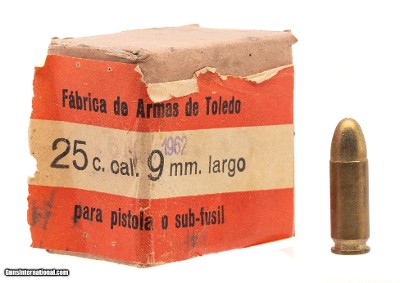 Fábrica de Armas de Toledo
1962
25 c. cal. 9 mm. largo
para pistola o sub-fusil
GunsInternational.com